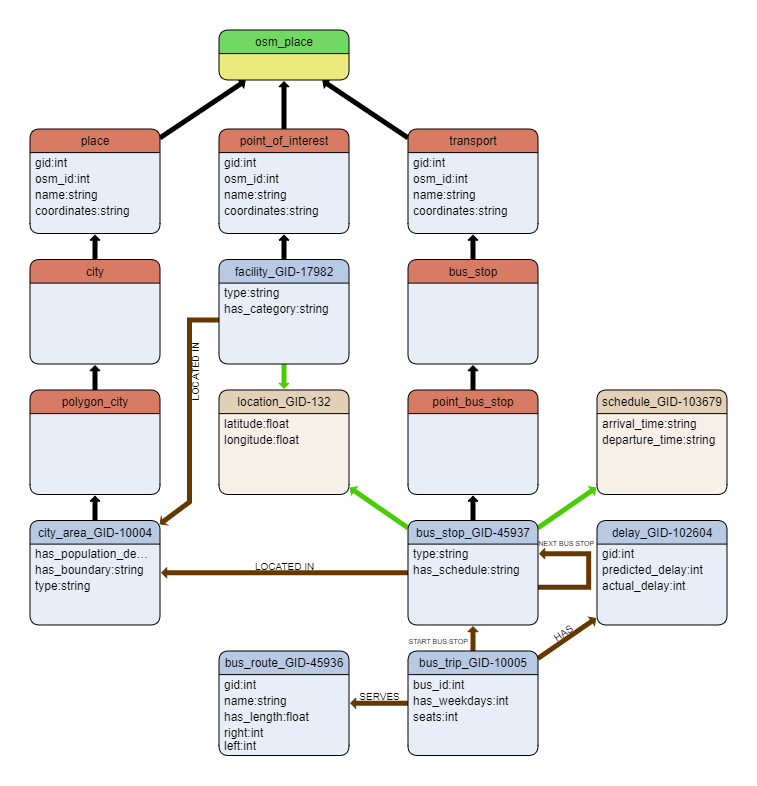 osm_place
place
gid:int
osm_id:int
name:string
coordinates:string
point_of_interest
gid:int
osm_id:int
name:string
coordinates:string
transport
gid:int
osm_id:int
name:string
coordinates:string
city
facility_GID-17982
type:string
has_category:string
bus_stop
LOCATED IN
polygon_city
location_GID-132
latitude:float
longitude:float
point_bus_stop
schedule_GID-103679
arrival_time:string
departure_time:string
city_area_GID-10004
has_population_de...
has_boundary:string
type:string
LOCATED IN
bus_stop_GID-45937
type:string
has_schedule:string
NEXT BUS STOP
delay_GID-102604
gid:int
predicted_delay:int
actual_delay:int
START BUS STOP
HAS
bus_route_GID-45936
gid:int
name:string
has_length:float
right:int
left:int
SERVES
bus_trip_GID-10005
bus_id:int
has_weekdays:int
seats:int